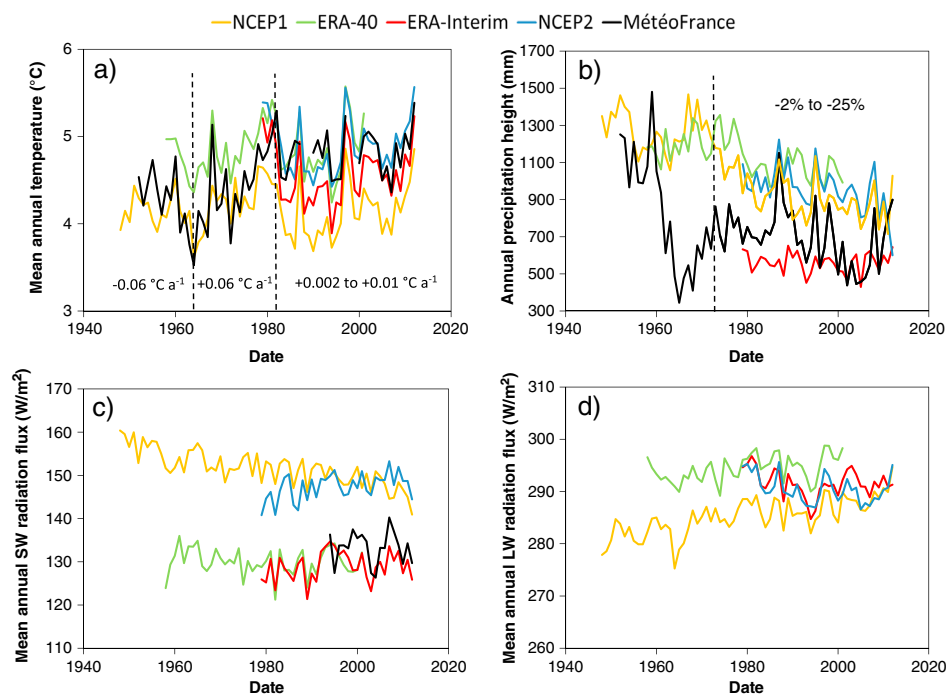 NCEP1 ERA-40 ERA-Interim NCEP2 MétéoFrance
a)
Mean annual temperature (°C)
6
5
4
3
-0.06 °C a⁻¹ +0.06 °C a⁻¹ +0.002 to +0.01 °C a⁻¹
1940 1960 1980 2000 2020
Date
b)
Annual precipitation height (mm)
1700
1500
1300
1100
900
700
500
300
-2% to -25%
1940 1960 1980 2000 2020
Date
c)
Mean annual SW radiation flux (W/m²)
170
160
150
140
130
120
110
1940 1960 1980 2000 2020
Date
d)
Mean annual LW radiation flux (W/m²)
310
300
290
280
270
260
1940 1960 1980 2000 2020
Date